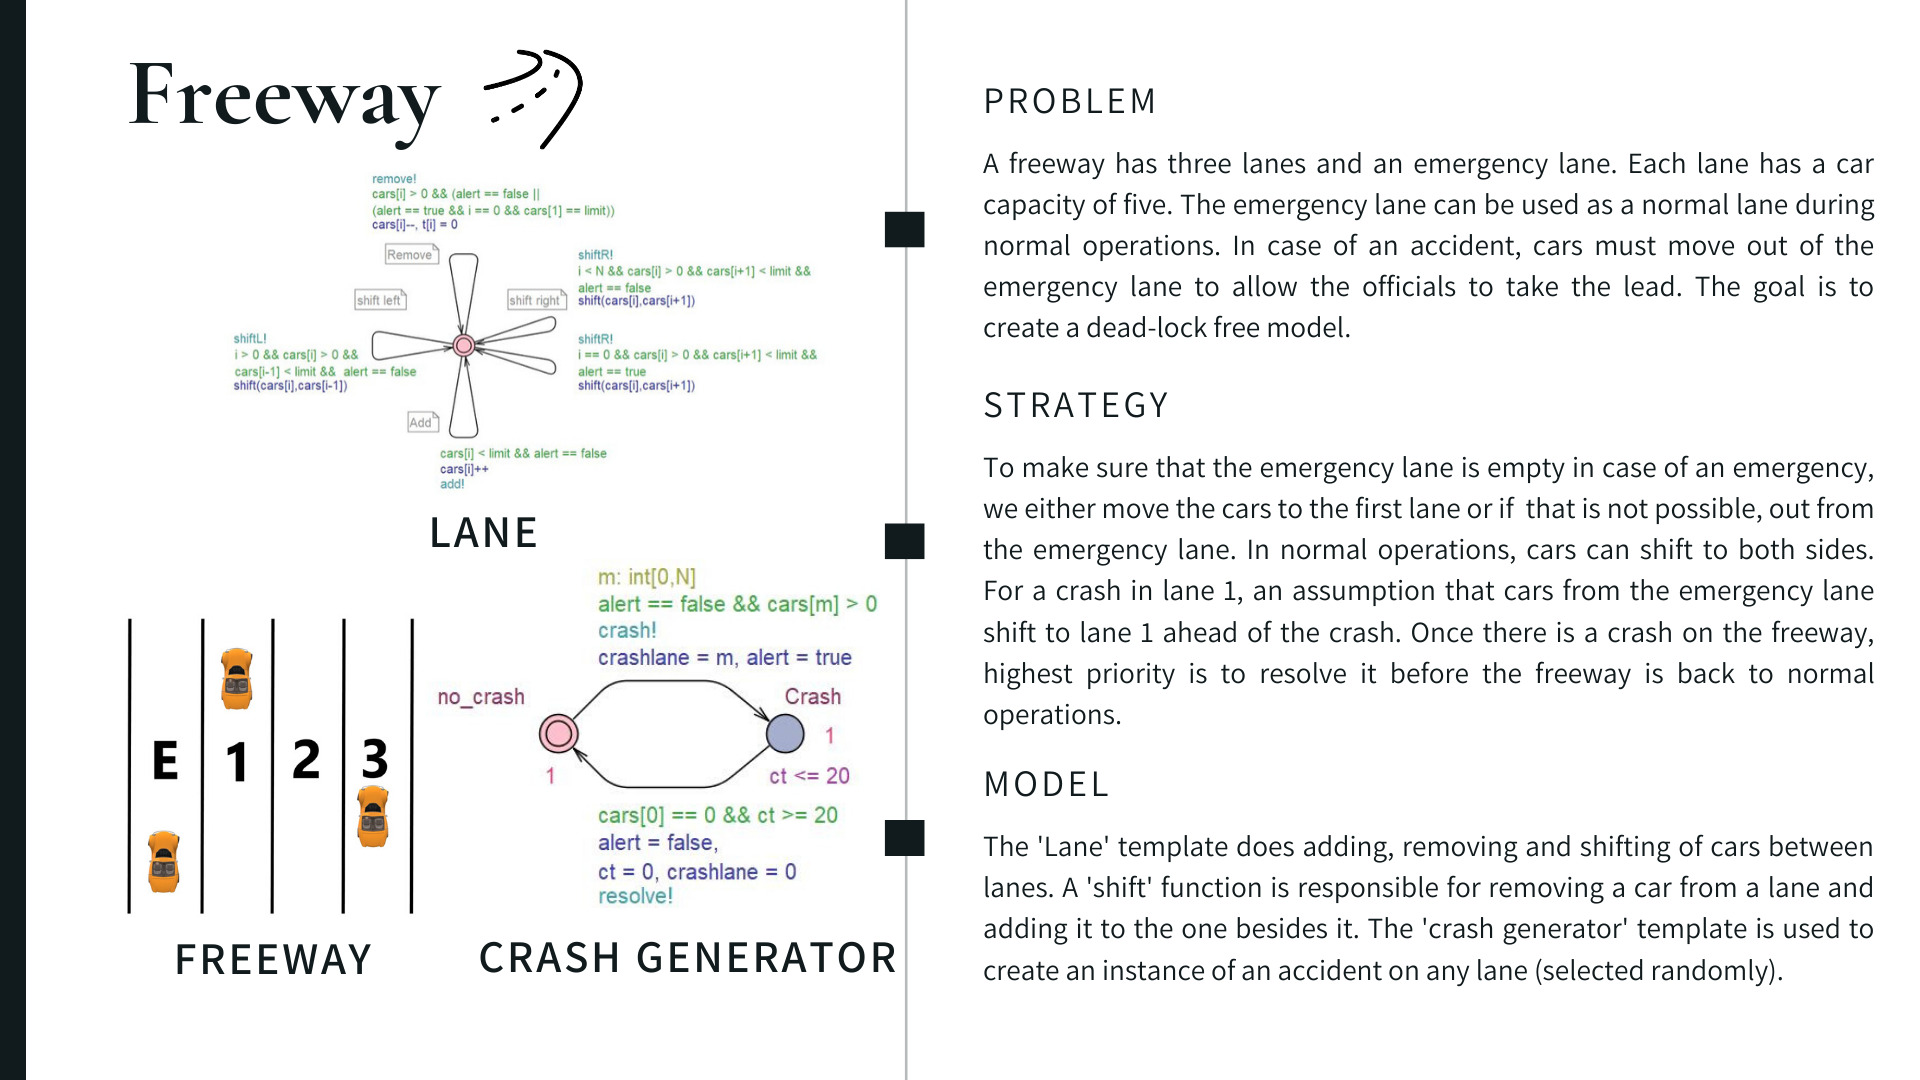 Freeway
remove!
cars[i] > 0 && (alert == false ||
(alert == true && i == 0 && cars[1] == limit))
cars[i]--, t[i] = 0
Remove
shift left
shift right
shiftR!
i < N && cars[i] > 0 && cars[i+1] < limit &&
alert == false
shift(cars[i],cars[i+1])
shiftL!
i > 0 && cars[i] > 0 &&
cars[i-1] < limit && alert == false
shift(cars[i],cars[i-1])
shiftR!
i == 0 && cars[i] > 0 && cars[i+1] < limit &&
alert == true
shift(cars[i],cars[i+1])
Add
cars[i] < limit && alert == false
cars[i]++
add!
LANE
E 1 2 3
FREEWAY
m: int[0,N]
alert == false && cars[m] > 0
crash!
crashlane = m, alert = true
no_crash
Crash
1
1
ct <= 20
cars[0] == 0 && ct >= 20
alert = false,
ct = 0, crashlane = 0
resolve!
CRASH GENERATOR
PROBLEM
A freeway has three lanes and an emergency lane. Each lane has a car
capacity of five. The emergency lane can be used as a normal lane during
normal operations. In case of an accident, cars must move out of the
emergency lane to allow the officials to take the lead. The goal is to
create a dead-lock free model.
STRATEGY
To make sure that the emergency lane is empty in case of an emergency,
we either move the cars to the first lane or if that is not possible, out from
the emergency lane. In normal operations, cars can shift to both sides.
For a crash in lane 1, an assumption that cars from the emergency lane
shift to lane 1 ahead of the crash. Once there is a crash on the freeway,
highest priority is to resolve it before the freeway is back to normal
operations.
MODEL
The 'Lane' template does adding, removing and shifting of cars between
lanes. A 'shift' function is responsible for removing a car from a lane and
adding it to the one besides it. The 'crash generator' template is used to
create an instance of an accident on any lane (selected randomly).